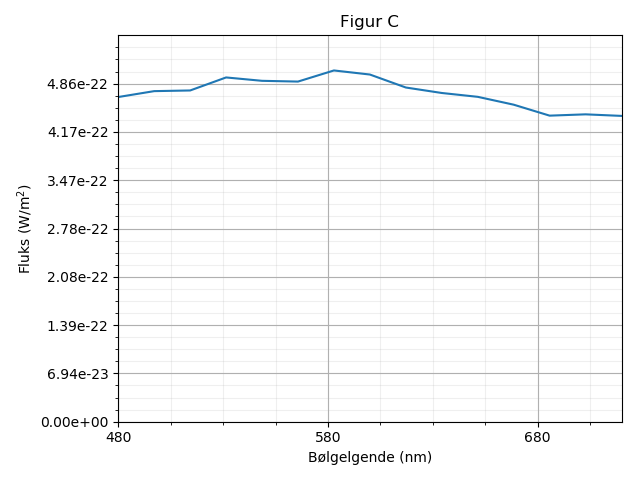 Figur C
4.86e-22
4.17e-22
3.47e-22
2.78e-22
2.08e-22
1.39e-22
6.94e-23
0.00e+00
Fluks (W/m²)
480 580 680
Bølgelgende (nm)